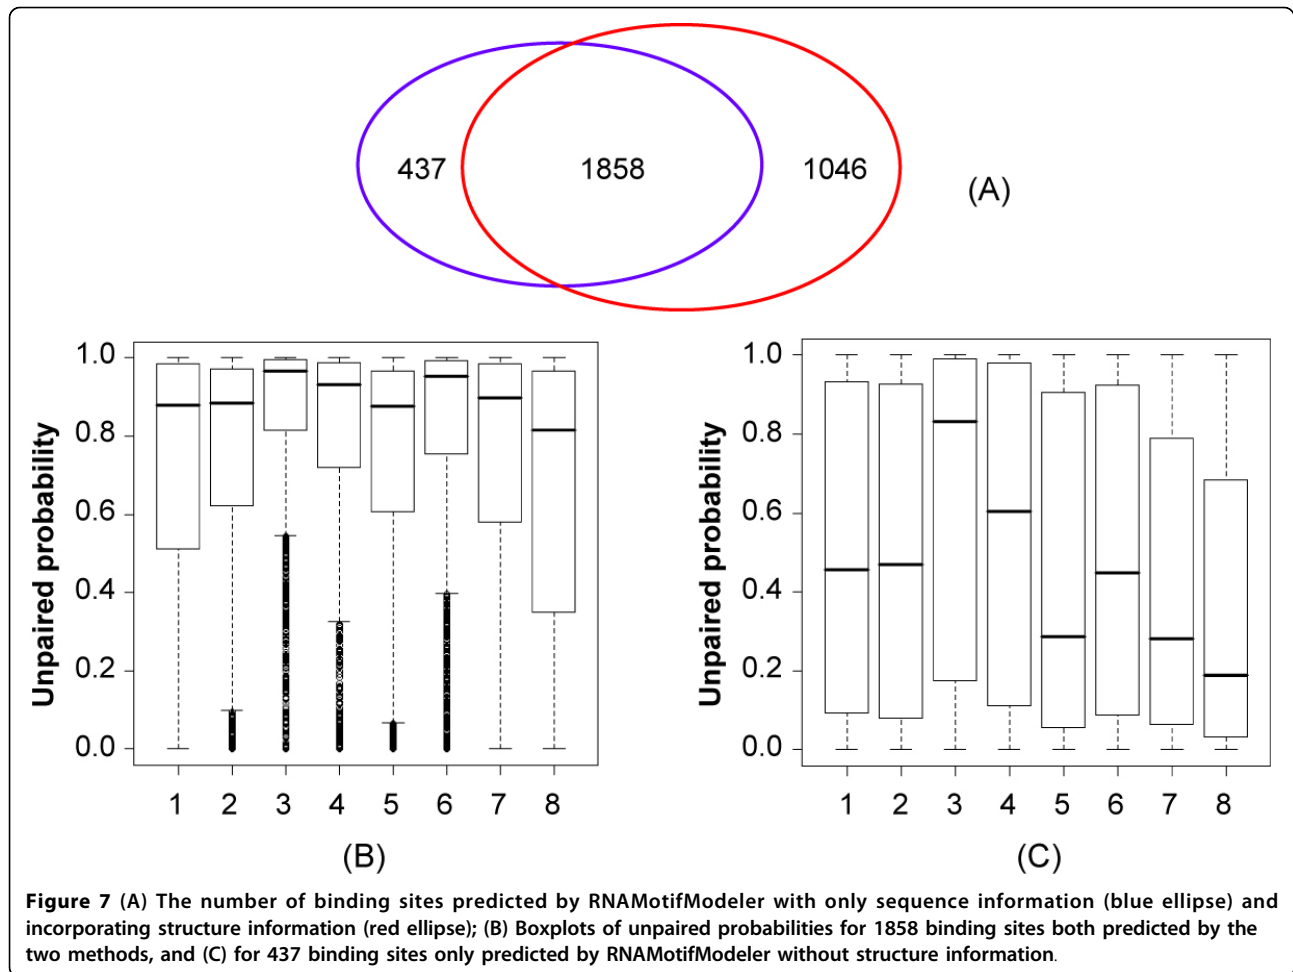 437 1858 1046 (A)
Unpaired probability
1.0
0.8
0.6
0.4
0.2
0.0
1 2 3 4 5 6 7 8
(B)
Unpaired probability
1.0
0.8
0.6
0.4
0.2
0.0
1 2 3 4 5 6 7 8
(C)
Figure 7 (A) The number of binding sites predicted by RNAMotifModeler with only sequence information (blue ellipse) and
incorporating structure information (red ellipse); (B) Boxplots of unpaired probabilities for 1858 binding sites both predicted by the
two methods, and (C) for 437 binding sites only predicted by RNAMotifModeler without structure information.